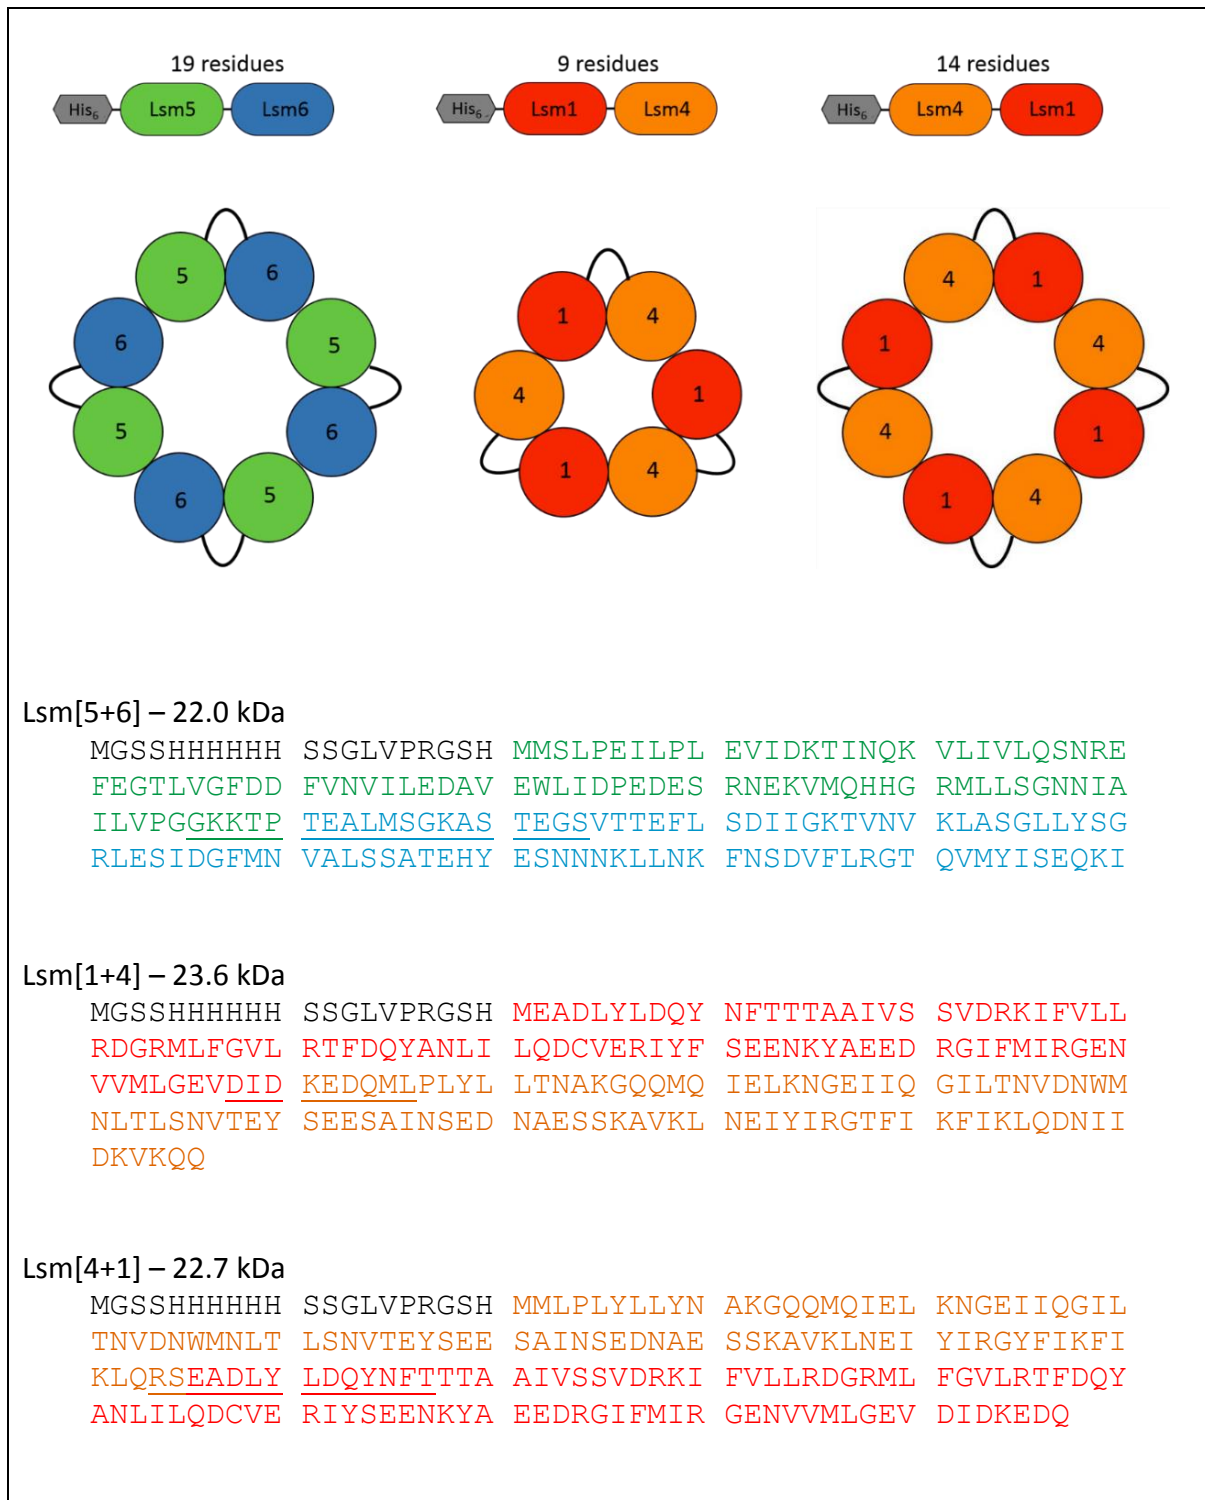 19 residues 9 residues 14 residues
His6 Lsm5 Lsm6 His6 Lsm1 Lsm4 His6 Lsm4 Lsm1
5 6 4 1
6 5 1 4 1 4
4 1
5 6 4 1
6 5 1 4 1 4
Lsm[5+6] – 22.0 kDa
MGSSHHHHHH SSGLVPRGSH MMSLPEILPL EVIDKTINQK VLIVLQSNRE
FEGTLVGFDD FVNVILEDAV EWLIDPEDES RNEKVMQHHG RMLLSGNNIA
ILVPGGKKTP TEALMSGKAS TEGSVTTEFL SDIIGKTVNV KLASGLLYSG
RLESIDGFMN VALSSATEHY ESNNNKLLNK FNSDVFLRGT QVMYISEQKI
Lsm[1+4] – 23.6 kDa
MGSSHHHHHH SSGLVPRGSH MEADLYLDQY NFTTTAAIVS SVDRKIFVLL
RDGRMLFGVL RTFDQYANLI LQDCVERIYF SEENKYAEED RGIFMIRGEN
VVMLGEVDID KEDQMLPLYL LTNAKGQQMQ IELKNGEIIQ GILTNVDNWM
NLTLSNVTEY SEESAINSED NAESSKAVKL NEIYIRGTFI KFIKLQDNII
DKVKQQ
Lsm[4+1] – 22.7 kDa
MGSSHHHHHH SSGLVPRGSH MMLPLYLLYN AKGQQMQIEL KNGEIIQGIL
TNVDNWMNLT LSNVTEYSEE SAINSEDNAE SSKAVKLNEI YIRGYFIKFI
KLQRSEADLY LDQYNFTTTA AIVSSVDRKI FVLLRDGRML FGVLRTFDQY
ANLILQDCVE RIYSEENKYA EEDRGIFMIR GENVVMLGEV DIDKEDQ